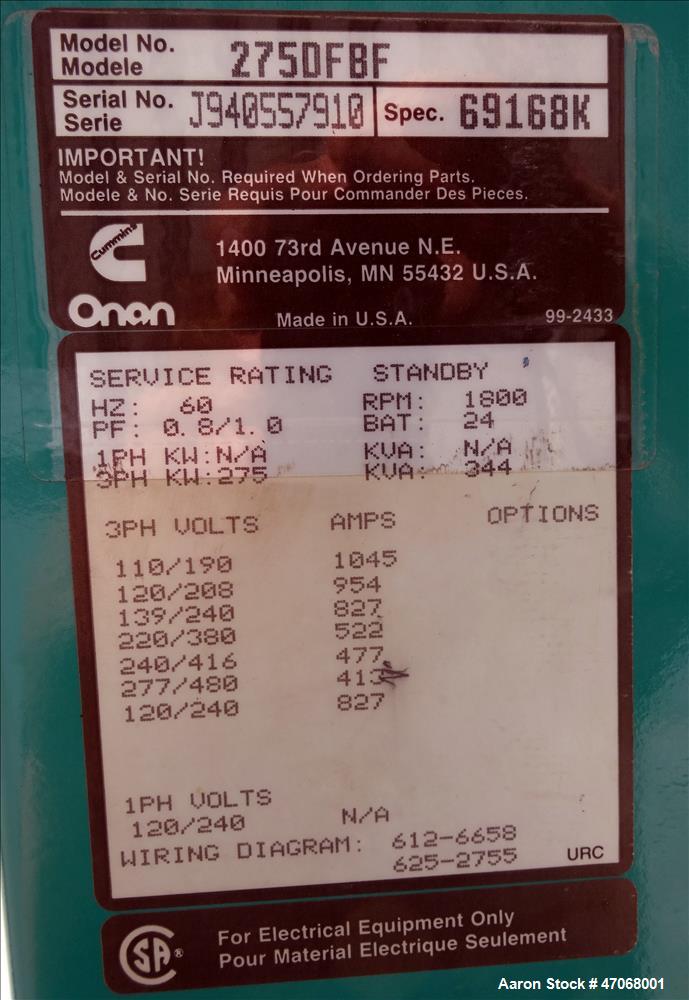 Model No. 275DFBF
Modele
Serial No. J940557910 Spec. 69168K
Serie
IMPORTANT!
Model & Serial No. Required When Ordering Parts.
Modele & No. Serie Requis Pour Commander Des Pieces.
Cummins
1400 73rd Avenue N.E.
Minneapolis, MN 55432 U.S.A.
Onan
Made in U.S.A. 99-2433
SERVICE RATING STANDBY
HZ: 60 RPM: 1800
PF: 0.8/1.0 BAT: 24
1PH KW:N/A KVA: N/A
3PH KW:275 KVA: 344
3PH VOLTS AMPS OPTIONS
110/190 1045
120/208 954
139/240 827
220/380 522
240/416 477
277/480 413
120/240 827
1PH VOLTS
120/240 N/A
WIRING DIAGRAM: 612-6658
625-2755 URC
SA ®
For Electrical Equipment Only
Pour Material Electrique Seulement
Aaron Stock # 47068001